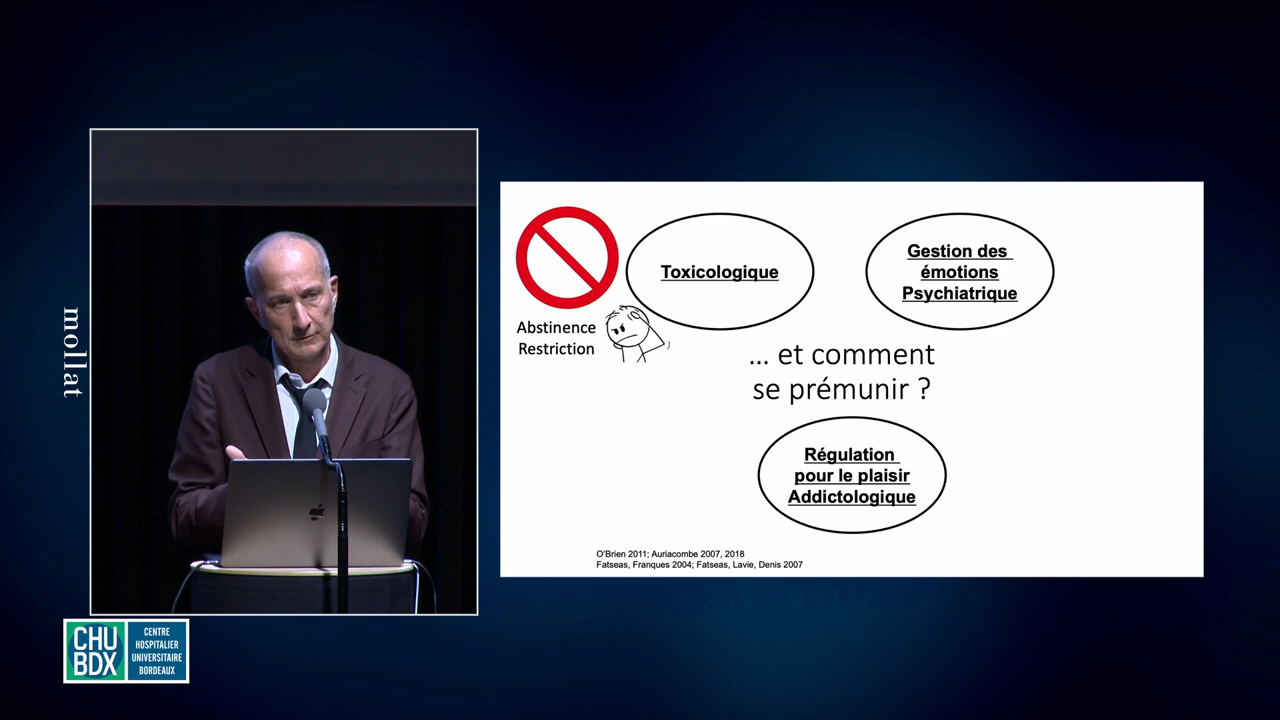 mollat
CHU
BDX
CENTRE
HOSPITALIER
UNIVERSITAIRE
BORDEAUX
Abstinence
Restriction
Toxicologique
Gestion des
émotions
Psychiatrique
... et comment
se prémunir ?
Régulation
pour le plaisir
Addictologique
O'Brien 2011; Auriacombe 2007, 2018
Fatseas, Franques 2004; Fatseas, Lavie, Denis 2007